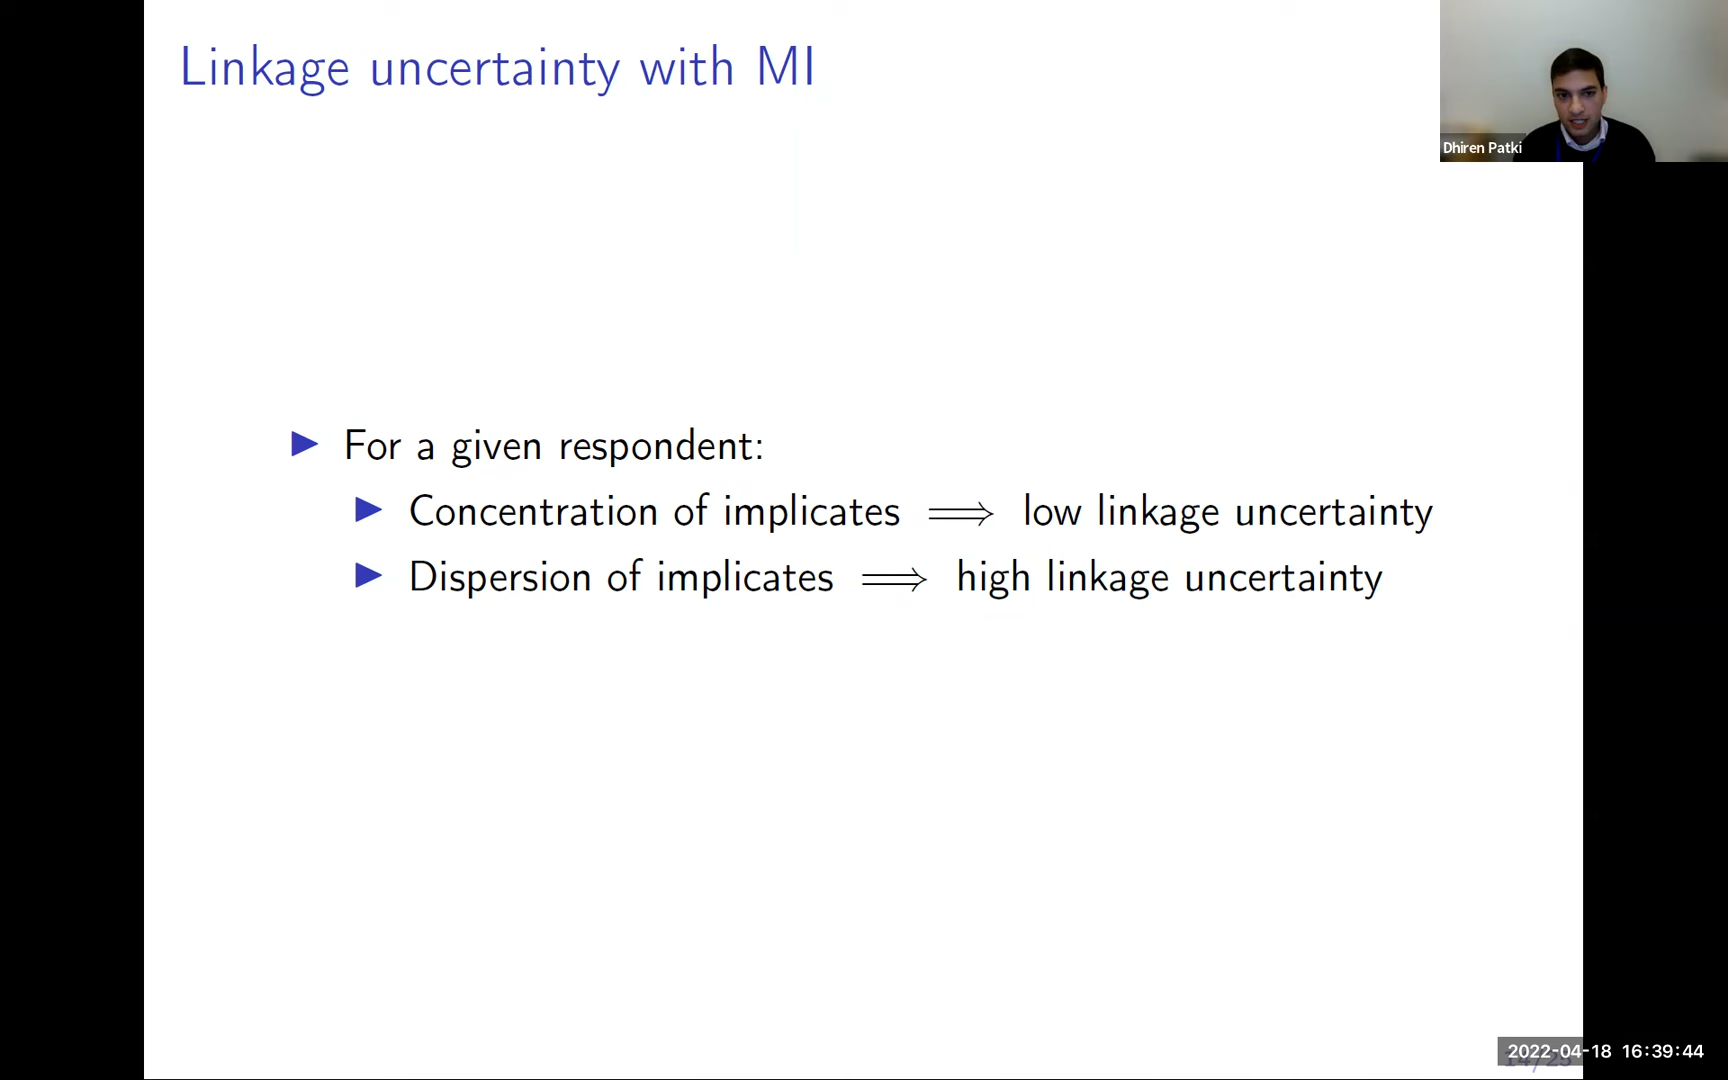 Linkage uncertainty with MI
Dhiren Patki
▶ For a given respondent:
▶ Concentration of implicates ⟹ low linkage uncertainty
▶ Dispersion of implicates ⟹ high linkage uncertainty
2022-04-18 16:39:44